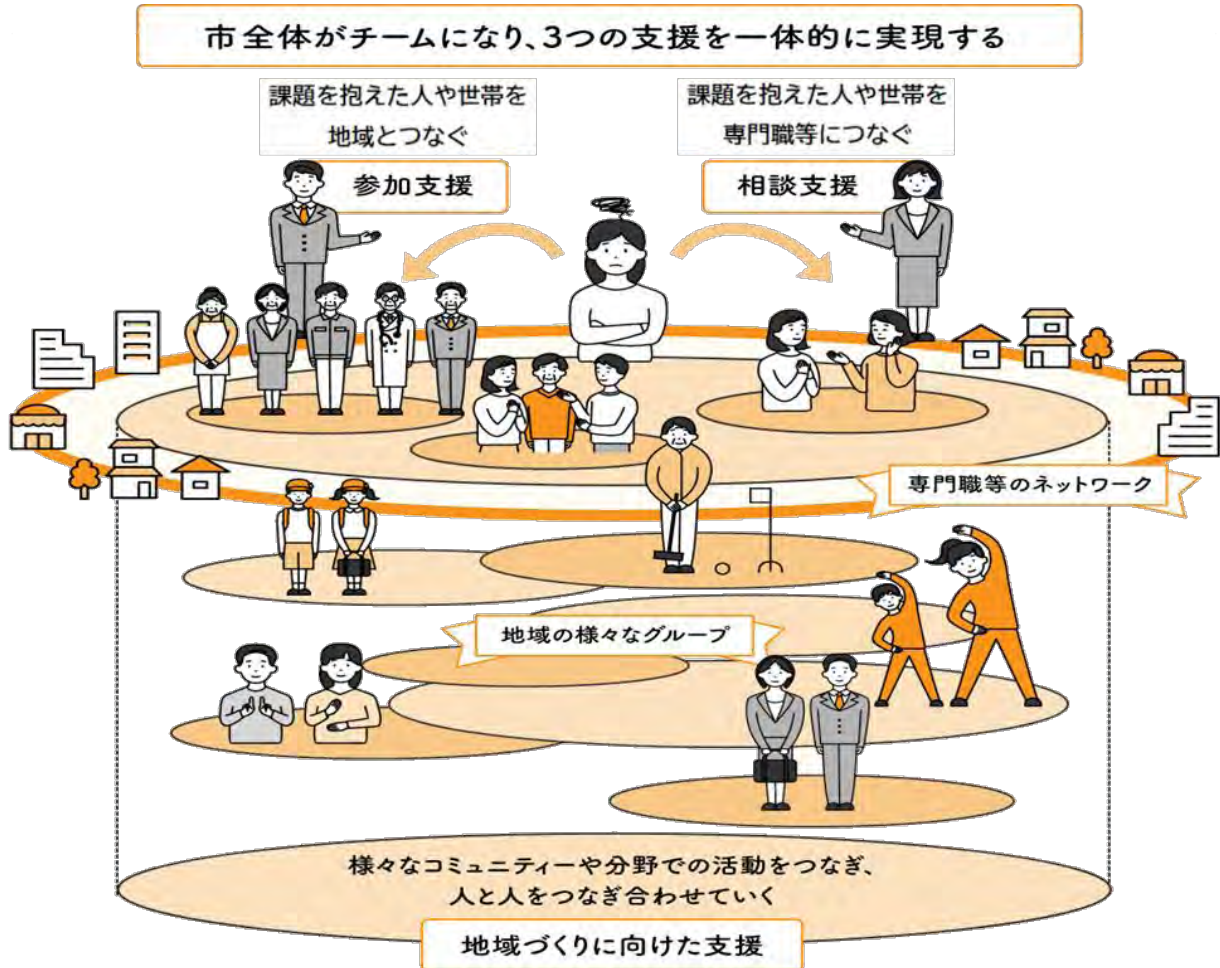 市全体がチームになり、3つの支援を一体的に実現する
課題を抱えた人や世帯を
地域とつなぐ
参加支援
課題を抱えた人や世帯を
専門職等につなぐ
相談支援
専門職等のネットワーク
地域の様々なグループ
様々なコミュニティーや分野での活動をつなぎ、
人と人をつなぎ合わせていく
地域づくりに向けた支援